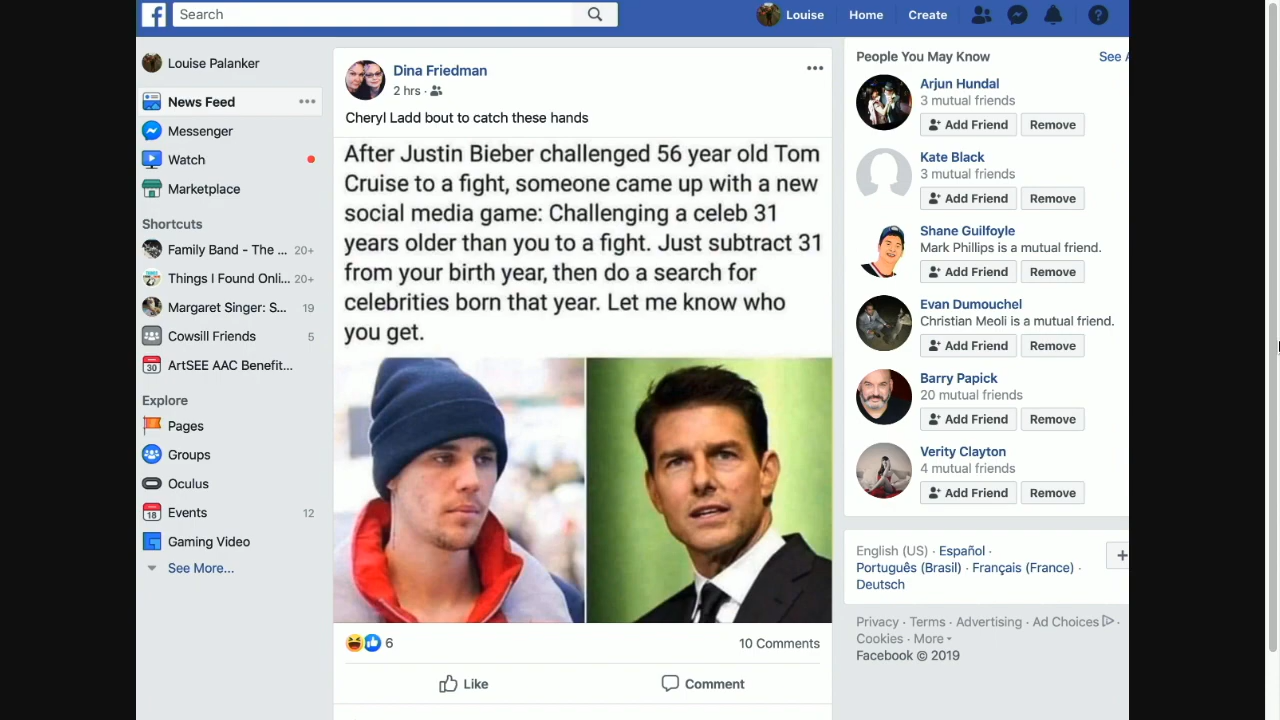 f
Search
Louise
Home
Create
?
Louise Palanker
News Feed
Messenger
Watch
Marketplace
Shortcuts
Family Band - The ... 20+
Things I Found Onli... 20+
Margaret Singer: S... 19
Cowsill Friends 5
30 ArtSEE AAC Benefit...
Explore
Pages
Groups
Oculus
18 Events 12
Gaming Video
See More...
Dina Friedman
2 hrs ·
Cheryl Ladd bout to catch these hands
After Justin Bieber challenged 56 year old Tom
Cruise to a fight, someone came up with a new
social media game: Challenging a celeb 31
years older than you to a fight. Just subtract 31
from your birth year, then do a search for
celebrities born that year. Let me know who
you get.
6
10 Comments
Like
Comment
People You May Know
See A
Arjun Hundal
3 mutual friends
Add Friend Remove
Kate Black
3 mutual friends
Add Friend Remove
Shane Guilfoyle
Mark Phillips is a mutual friend.
Add Friend Remove
Evan Dumouchel
Christian Meoli is a mutual friend.
Add Friend Remove
Barry Papick
20 mutual friends
Add Friend Remove
Verity Clayton
4 mutual friends
Add Friend Remove
English (US) · Español ·
Português (Brasil) · Français (France) ·
Deutsch
Privacy · Terms · Advertising · Ad Choices ·
Cookies · More
Facebook © 2019